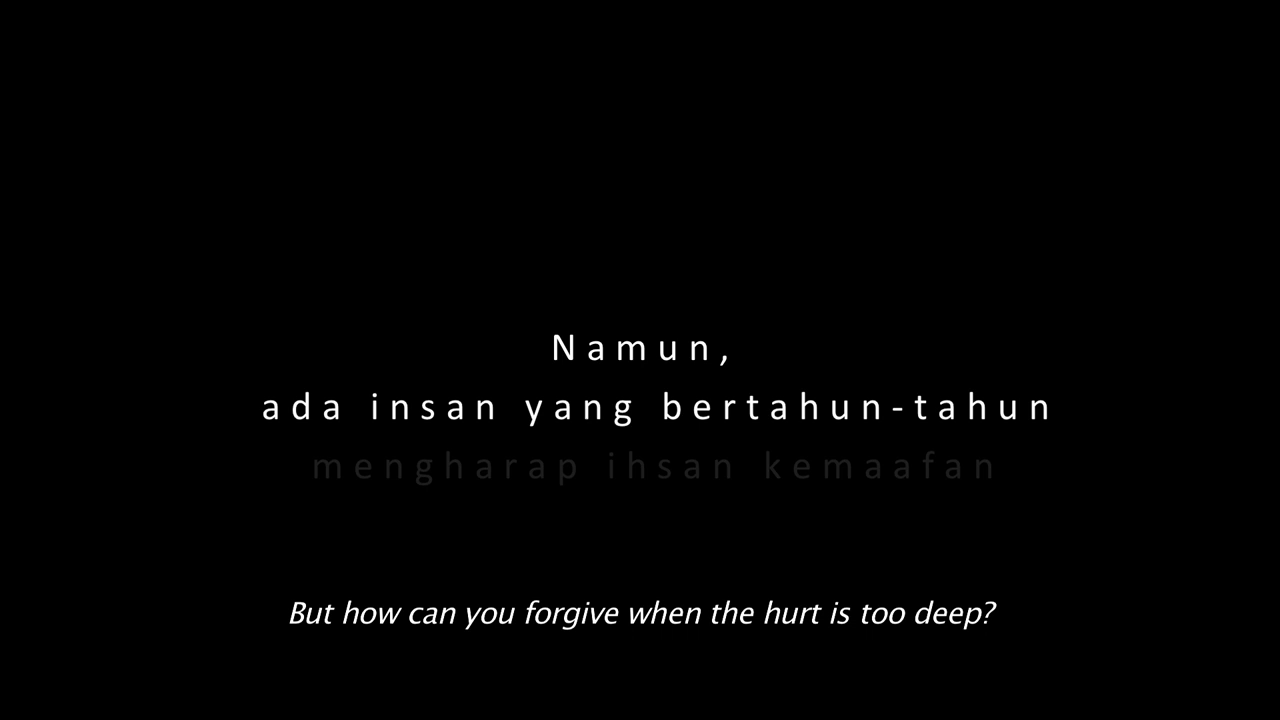 Namun,
ada insan yang bertahun-tahun
mengharap ihsan kemaafan
But how can you forgive when the hurt is too deep?